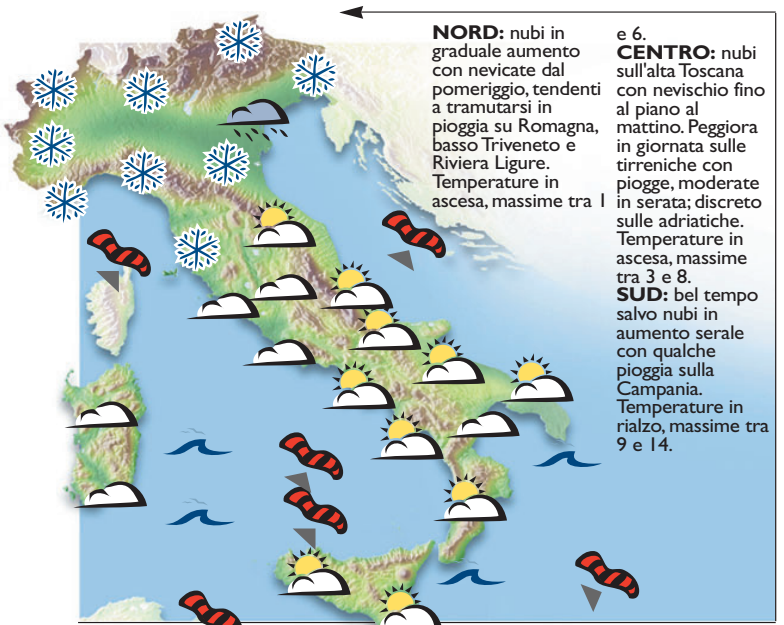 NORD: nubi in
graduale aumento
con nevicate dal
pomeriggio, tendenti
a tramutarsi in
pioggia su Romagna,
basso Triveneto e
Riviera Ligure.
Temperature in
ascesa, massime tra 1
e 6.
CENTRO: nubi
sull'alta Toscana
con nevischio fino
al piano al
mattino. Peggiora
in giornata sulle
tirreniche con
piogge, moderate
in serata; discreto
sulle adriatiche.
Temperature in
ascesa, massime
tra 3 e 8.
SUD: bel tempo
salvo nubi in
aumento serale
con qualche
pioggia sulla
Campania.
Temperature in
rialzo, massime tra
9 e 14.